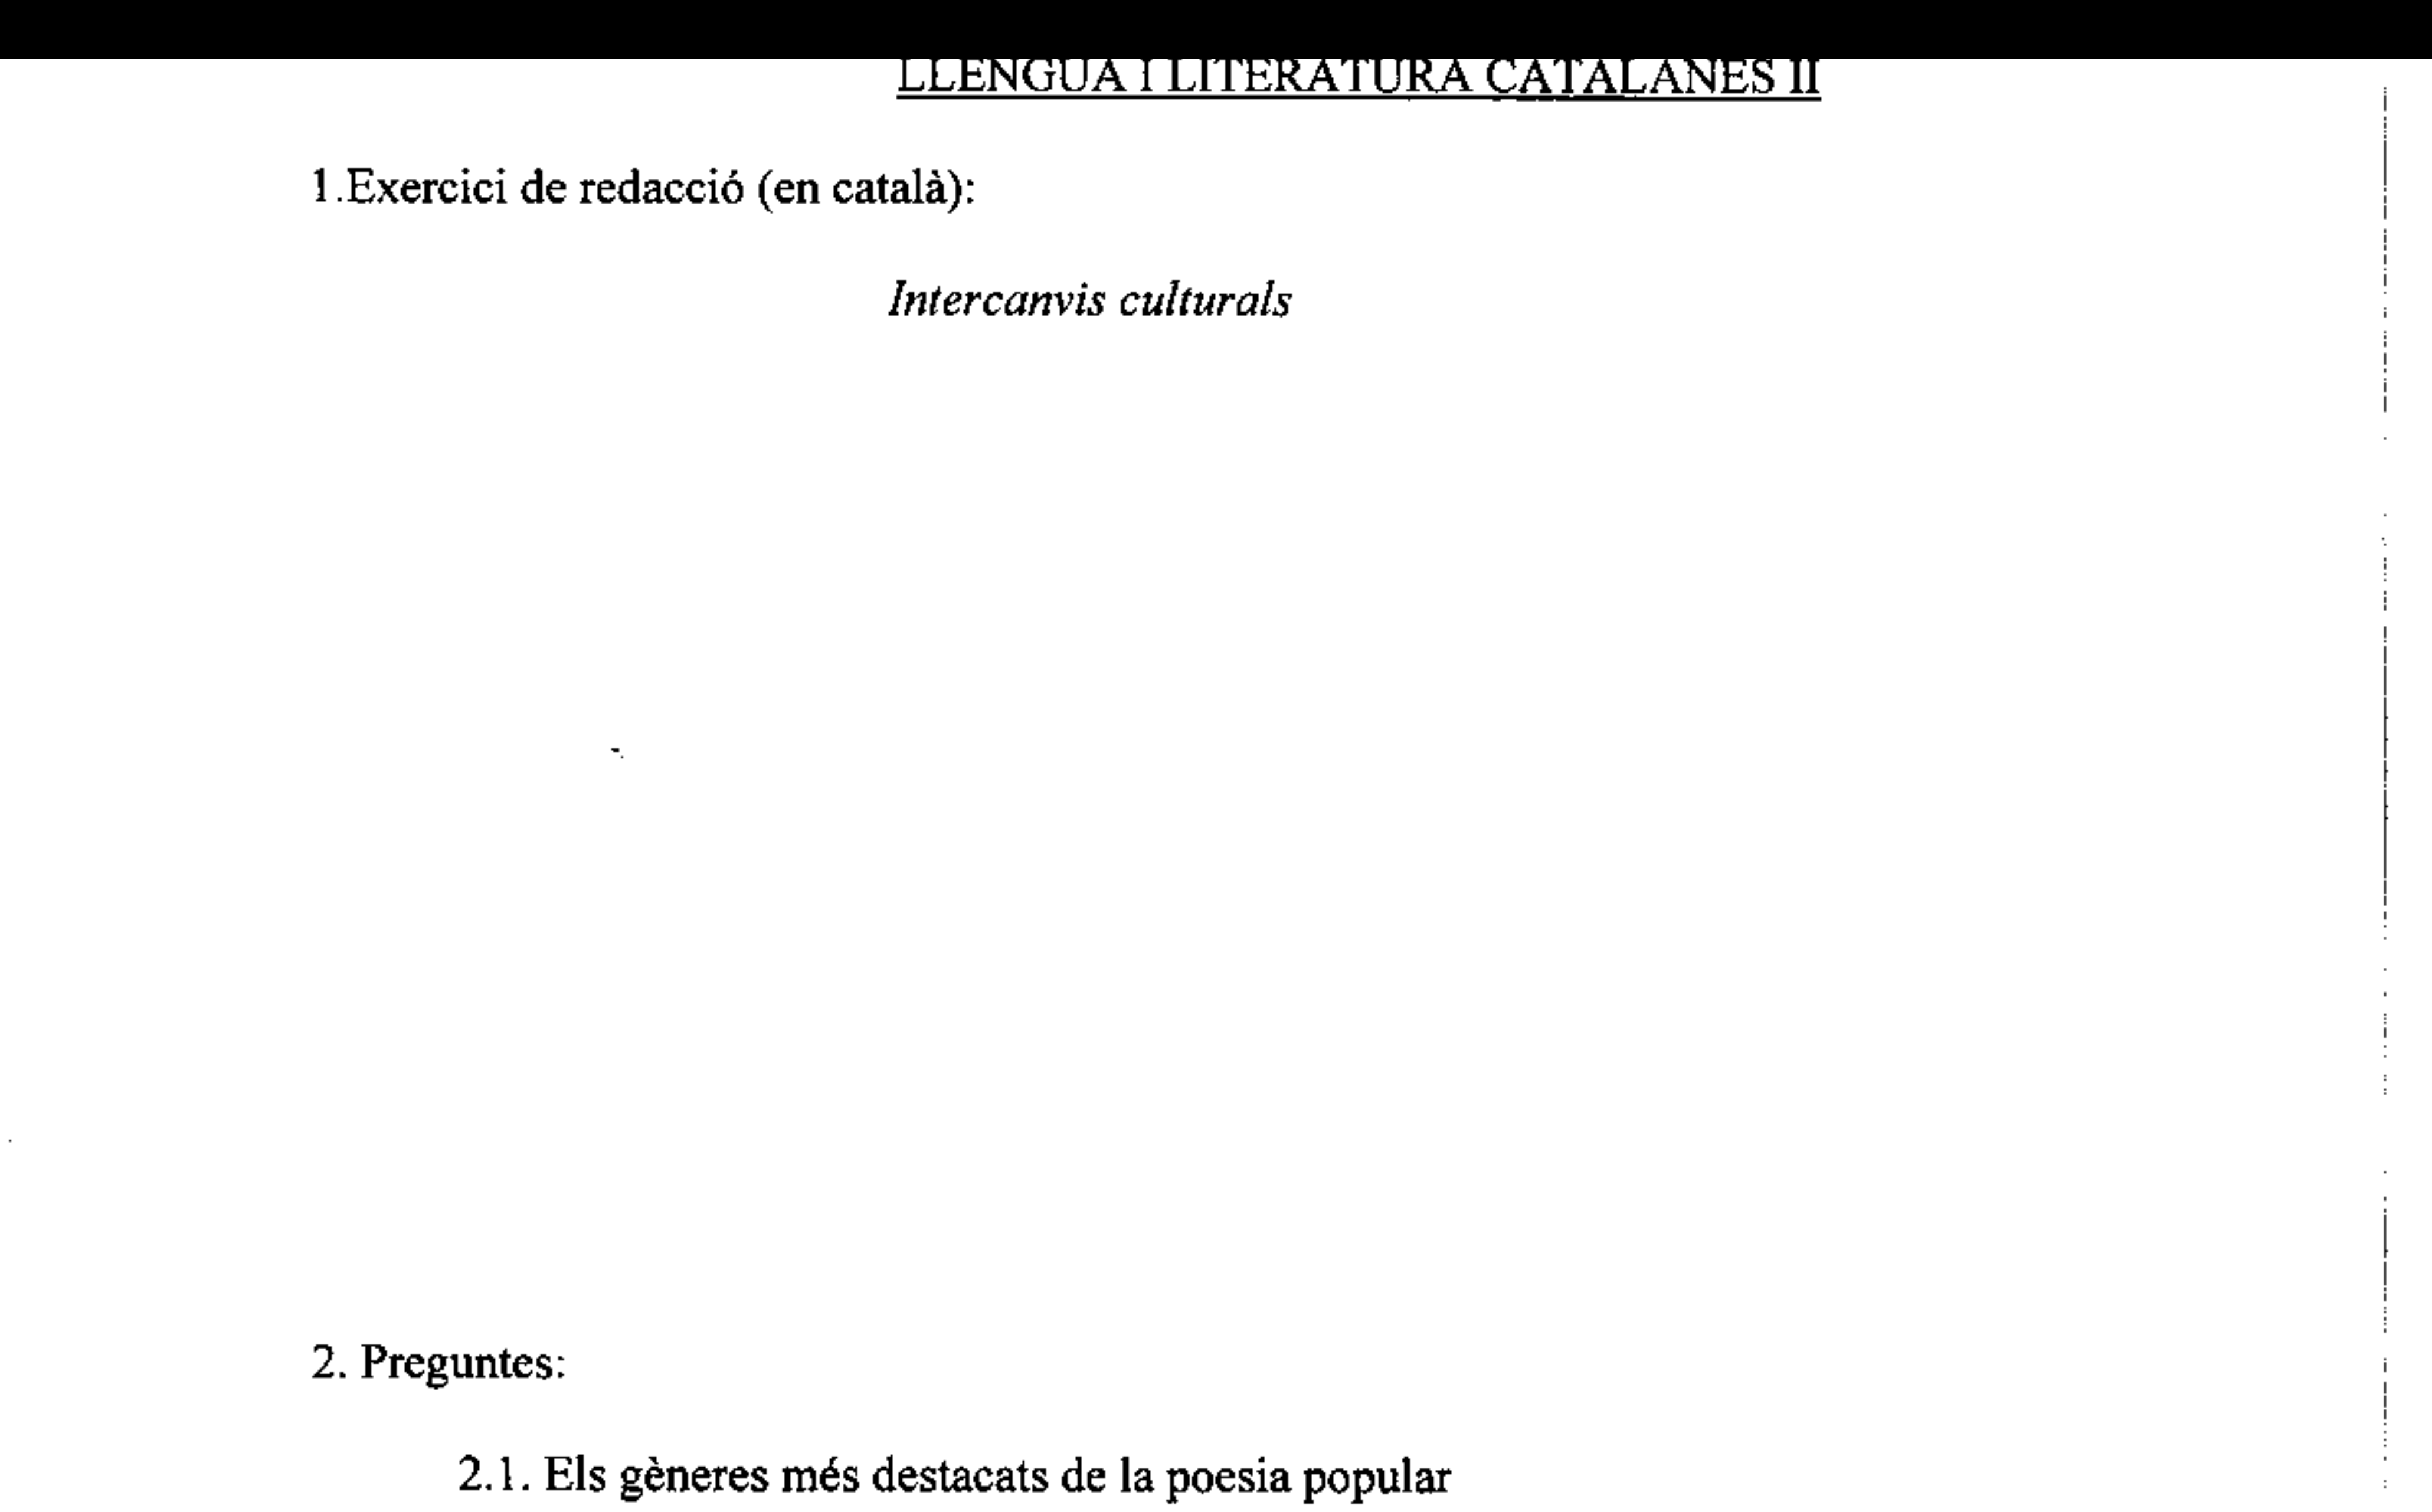 LLENGUA I LITERATURA CATALANES II
1.Exercici de redacció (en català):
Intercanvis culturals
2. Preguntes:
2.1. Els gèneres més destacats de la poesia popular